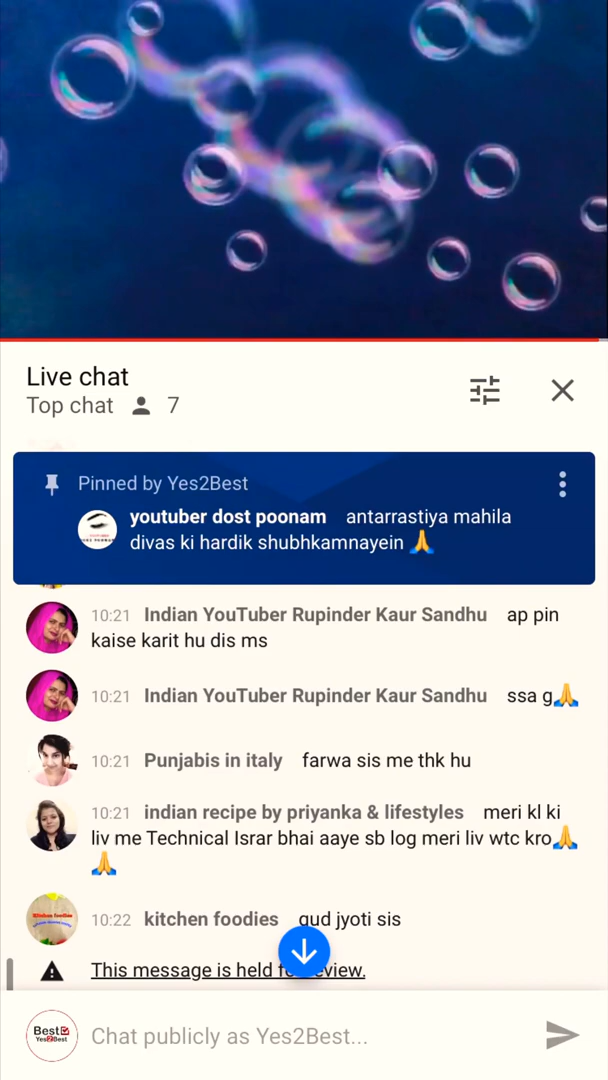 Live chat
Top chat 7
Pinned by Yes2Best
youtuber dost poonam antarrastiya mahila
divas ki hardik shubhkamnayein 🙏
10:21 Indian YouTuber Rupinder Kaur Sandhu ap pin
kaise karit hu dis ms
10:21 Indian YouTuber Rupinder Kaur Sandhu ssa g🙏
10:21 Punjabis in italy farwa sis me thk hu
10:21 indian recipe by priyanka & lifestyles meri kl ki
liv me Technical Israr bhai aaye sb log meri liv wtc kro🙏
🙏
10:22 kitchen foodies gud jyoti sis
This message is held for review.
Best
Yes2Best
Chat publicly as Yes2Best...